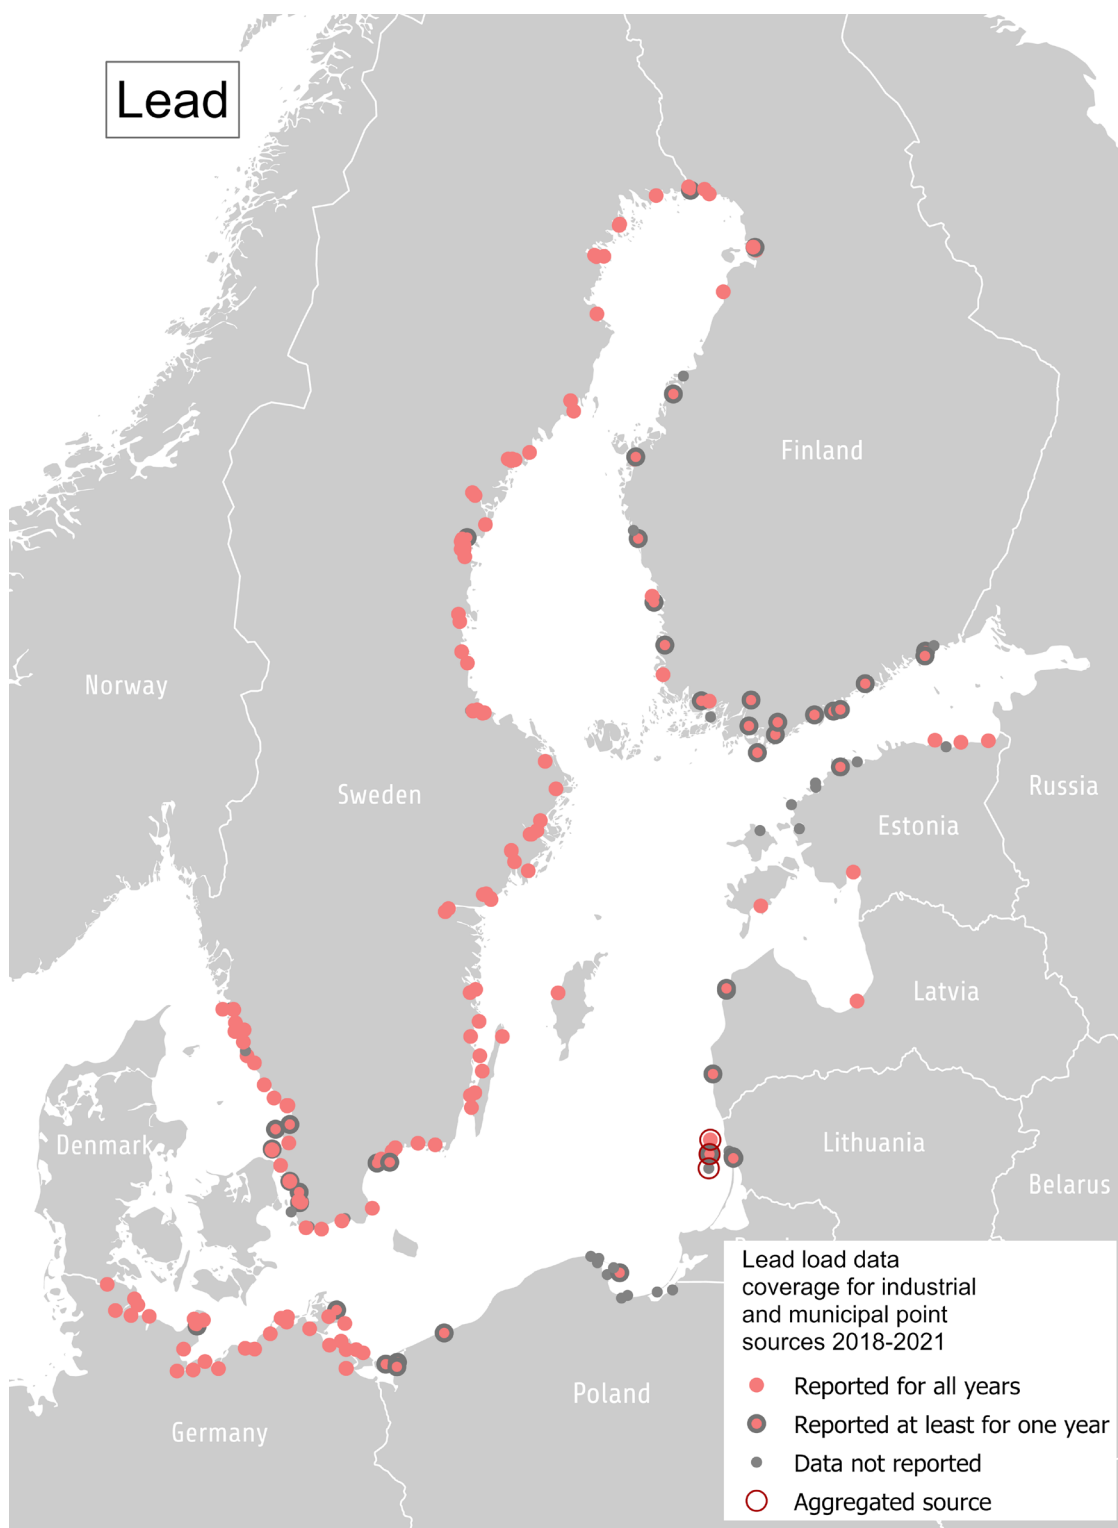 Lead
Finland
Norway
Sweden
Russia
Estonia
Latvia
Denmark
Lithuania
Belarus
Lead load data
coverage for industrial
and municipal point
sources 2018-2021
Reported for all years
Reported at least for one year
Data not reported
Aggregated source
Poland
Germany